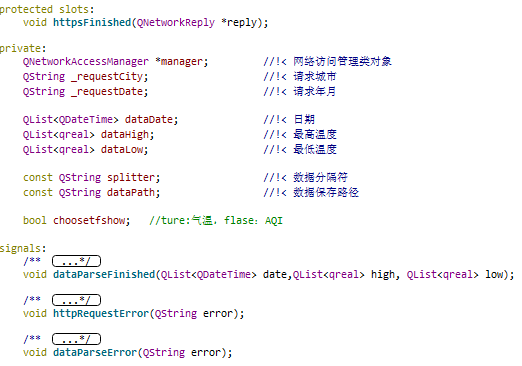 protected slots:
void httpsFinished(QNetworkReply *reply);
private:
QNetworkAccessManager *manager; //!< 网络访问管理类对象
QString _requestCity; //!< 请求城市
QString _requestDate; //!< 请求年月
QList<QDateTime> dataDate; //!< 日期
QList<qreal> dataHigh; //!< 最高温度
QList<qreal> dataLow; //!< 最低温度
const QString splitter; //!< 数据分隔符
const QString dataPath; //!< 数据保存路径
bool choosetfshow; //ture:气温，flase：AQI
signals:
/** ...*/
void dataParseFinished(QList<QDateTime> date,QList<qreal> high, QList<qreal> low);
/** ...*/
void httpRequestError(QString error);
/** ...*/
void dataParseError(QString error);